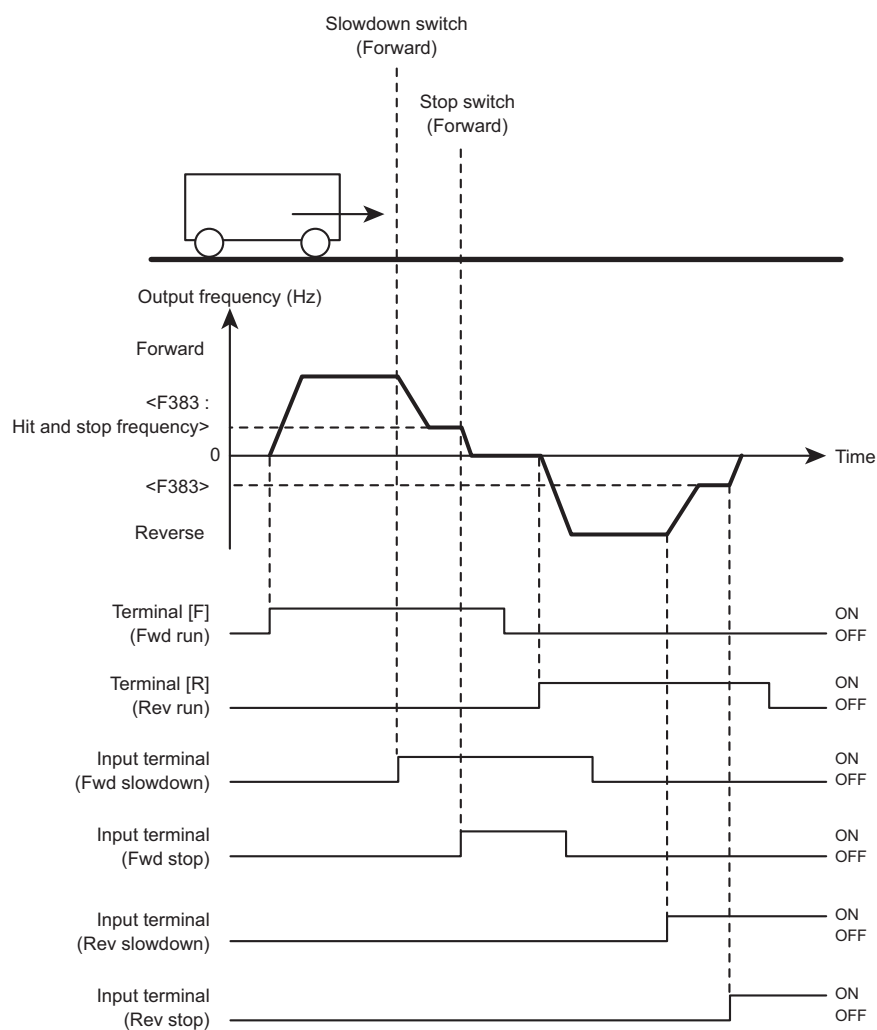 Slowdown switch
(Forward)
Stop switch
(Forward)
Output frequency (Hz)
Forward
<F383 :
Hit and stop frequency>
0
Time
<F383>
Reverse
Terminal [F]
(Fwd run)
ON
OFF
Terminal [R]
(Rev run)
ON
OFF
Input terminal
(Fwd slowdown)
ON
OFF
Input terminal
(Fwd stop)
ON
OFF
Input terminal
(Rev slowdown)
ON
OFF
Input terminal
(Rev stop)
ON
OFF